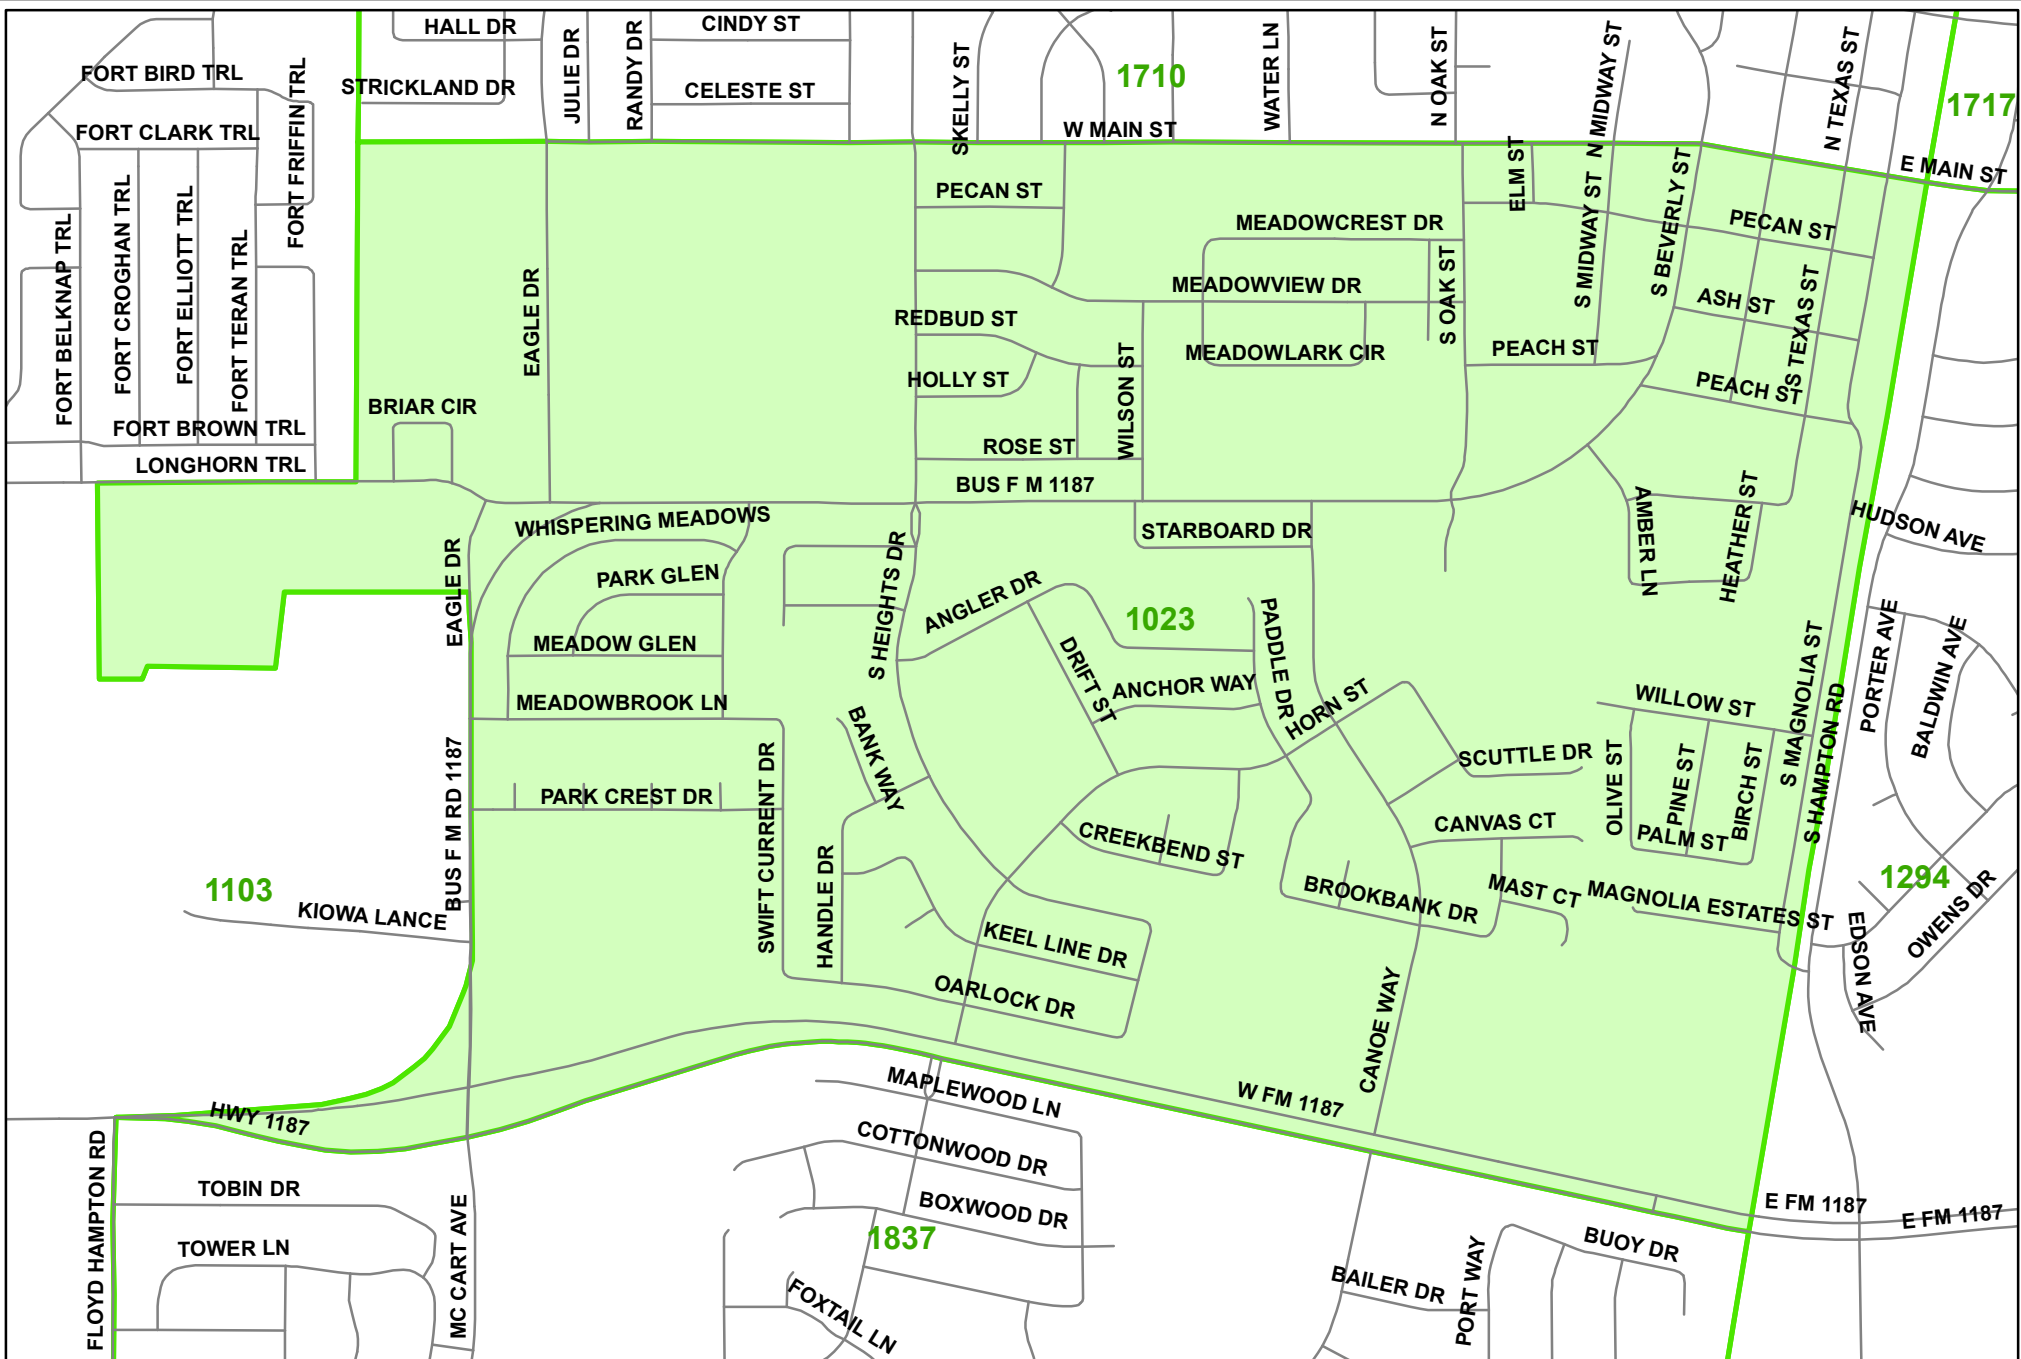 HALL DR
CINDY ST
JULIE DR
RANDY DR
SKELLY ST
WATER LN
N OAK ST
N MIDWAY ST
N TEXAS ST
1710
1717
FORT BIRD TRL
STRICKLAND DR
CELESTE ST
FORT FRIFFIN TRL
FORT CLARK TRL
W MAIN ST
E MAIN ST
PECAN ST
ELM ST
S MIDWAY ST
S BEVERLY ST
PECAN ST
MEADOWCREST DR
FORT BELKNAP TRL
FORT CROGHAN TRL
FORT ELLIOTT TRL
FORT TERAN TRL
EAGLE DR
MEADOWVIEW DR
S OAK ST
ASH ST
S TEXAS ST
REDBUD ST
MEADOWLARK CIR
PEACH ST
HOLLY ST
WILSON ST
PEACH ST
BRIAR CIR
FORT BROWN TRL
ROSE ST
LONGHORN TRL
BUS F M 1187
WHISPERING MEADOWS
STARBOARD DR
AMBER LN
HEATHER ST
HUDSON AVE
EAGLE DR
PARK GLEN
S HEIGHTS DR
ANGLER DR
1023
PADDLE DR
MEADOW GLEN
DRIFT ST
ANCHOR WAY
S MAGNOLIA ST
PORTER AVE
BALDWIN AVE
MEADOWBROOK LN
HORN ST
WILLOW ST
S HAMPTON RD
BANK WAY
SCUTTLE DR
OLIVE ST
PINE ST
BIRCH ST
BUS F M RD 1187
PARK CREST DR
SWIFT CURRENT DR
CANVAS CT
PALM ST
CREEKBEND ST
HANDLE DR
1103
KIOWA LANCE
BROOKBANK DR
MAST CT
MAGNOLIA ESTATES ST
1294
OWENS DR
EDSON AVE
KEEL LINE DR
OARLOCK DR
CANOE WAY
HWY 1187
MAPLEWOOD LN
W FM 1187
COTTONWOOD DR
FLOYD HAMPTON RD
TOBIN DR
BOXWOOD DR
E FM 1187
E FM 1187
MC CART AVE
TOWER LN
1837
BUOY DR
PORT WAY
BAILER DR
FOXTAIL LN